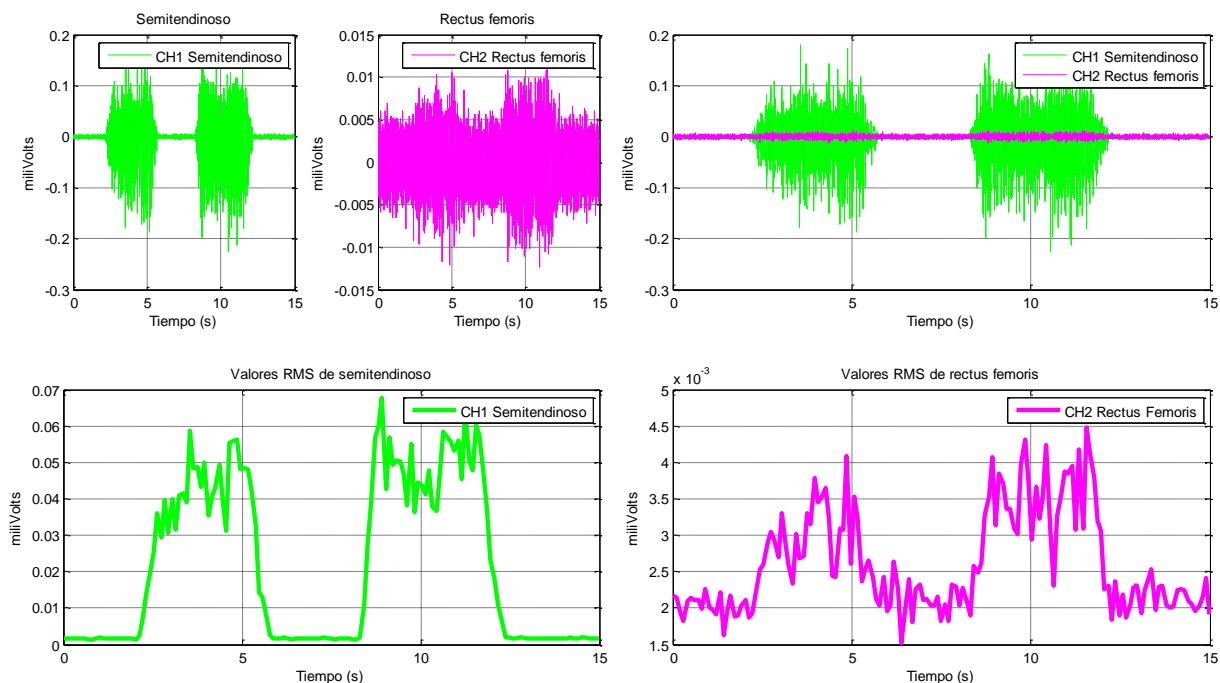 Semitendinoso
CH1 Semitendinoso
0.2
0.1
0
-0.1
-0.2
-0.3
miliVolts
0 5 10 15
Tiempo (s)
Rectus femoris
CH2 Rectus femoris
0.015
0.01
0.005
0
-0.005
-0.01
-0.015
miliVolts
0 5 10 15
Tiempo (s)
CH1 Semitendinoso
CH2 Rectus femoris
0.2
0.1
0
-0.1
-0.2
-0.3
miliVolts
0 5 10 15
Tiempo (s)
Valores RMS de semitendinoso
CH1 Semitendinoso
0.07
0.06
0.05
0.04
0.03
0.02
0.01
0
miliVolts
0 5 10 15
Tiempo (s)
x 10⁻³
Valores RMS de rectus femoris
CH2 Rectus Femoris
5
4.5
4
3.5
3
2.5
2
1.5
miliVolts
0 5 10 15
Tiempo (s)